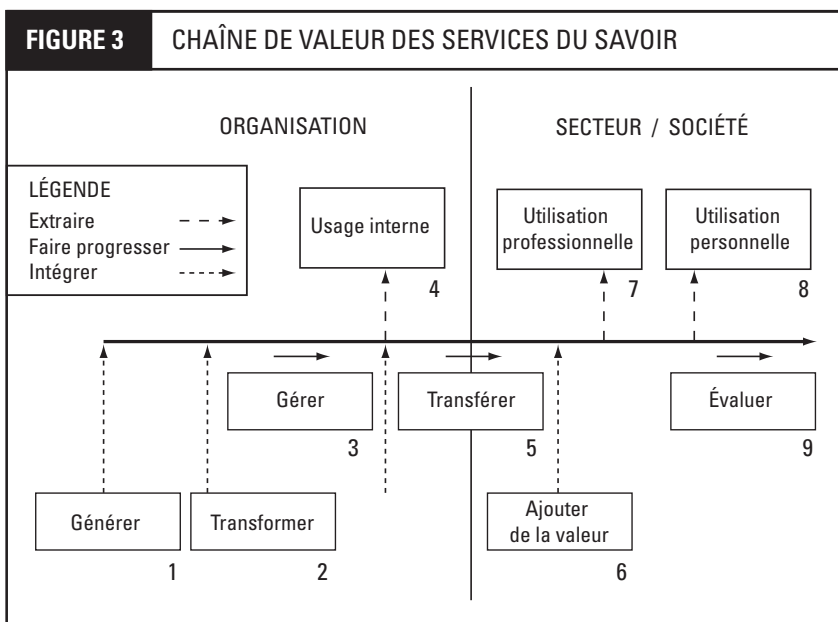 FIGURE 3 CHAÎNE DE VALEUR DES SERVICES DU SAVOIR
ORGANISATION
SECTEUR / SOCIÉTÉ
LÉGENDE
Extraire
Faire progresser
Intégrer
Usage interne
4
Utilisation
professionnelle
7
Utilisation
personnelle
8
Gérer
3
Transférer
5
Évaluer
9
Générer
1
Transformer
2
Ajouter
de la valeur
6